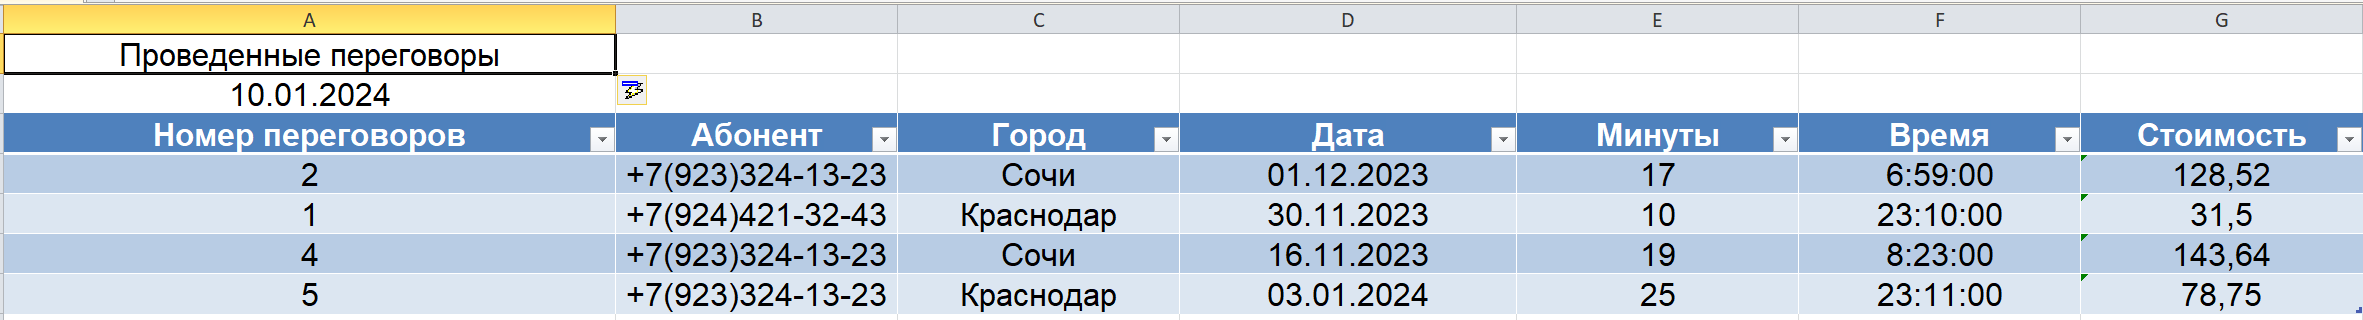 A B C D E F G
Проведенные переговоры
10.01.2024
Номер переговоров Абонент Город Дата Минуты Время Стоимость
2 +7(923)324-13-23 Сочи 01.12.2023 17 6:59:00 128,52
1 +7(924)421-32-43 Краснодар 30.11.2023 10 23:10:00 31,5
4 +7(923)324-13-23 Сочи 16.11.2023 19 8:23:00 143,64
5 +7(923)324-13-23 Краснодар 03.01.2024 25 23:11:00 78,75